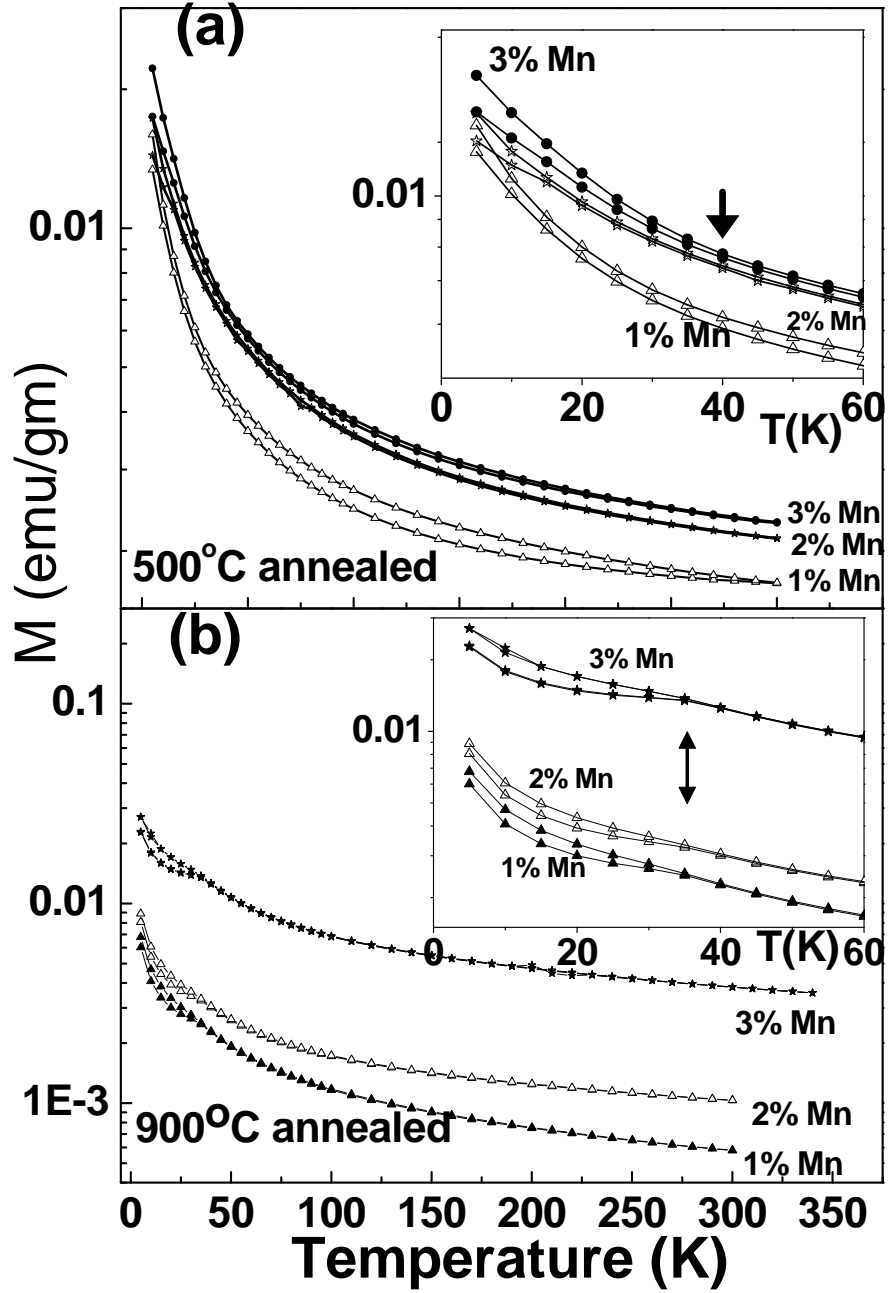 (a)
3% Mn
0.01
1% Mn
2% Mn
0 20 40 60
T(K)
0.01
M (emu/gm)
3% Mn
2% Mn
1% Mn
500°C annealed
(b)
3% Mn
0.01
2% Mn
1% Mn
0 20 40 60
T(K)
0.1
0.01
1E-3
3% Mn
2% Mn
1% Mn
900°C annealed
0 50 100 150 200 250 300 350
Temperature (K)